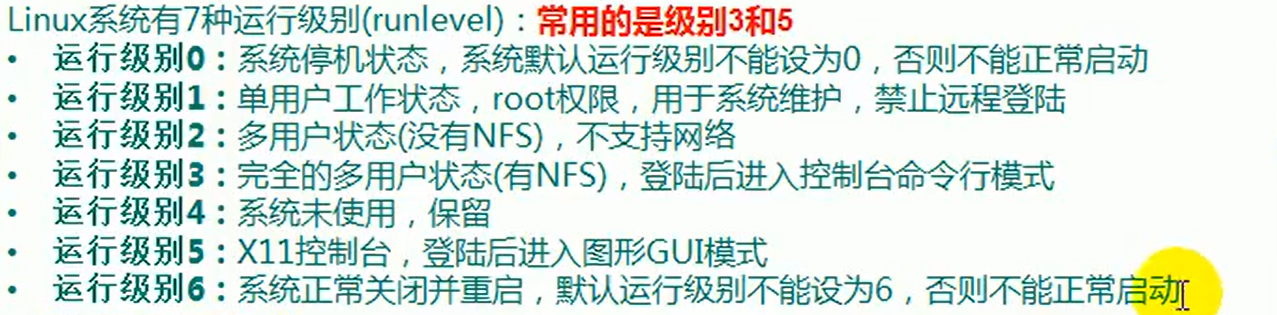 Linux系统有7种运行级别(runlevel)：常用的是级别3和5
• 运行级别0：系统停机状态，系统默认运行级别不能设为0，否则不能正常启动
• 运行级别1：单用户工作状态，root权限，用于系统维护，禁止远程登陆
• 运行级别2：多用户状态(没有NFS)，不支持网络
• 运行级别3：完全的多用户状态(有NFS)，登陆后进入控制台命令行模式
• 运行级别4：系统未使用，保留
• 运行级别5：X11控制台，登陆后进入图形GUI模式
• 运行级别6：系统正常关闭并重启，默认运行级别不能设为6，否则不能正常启动